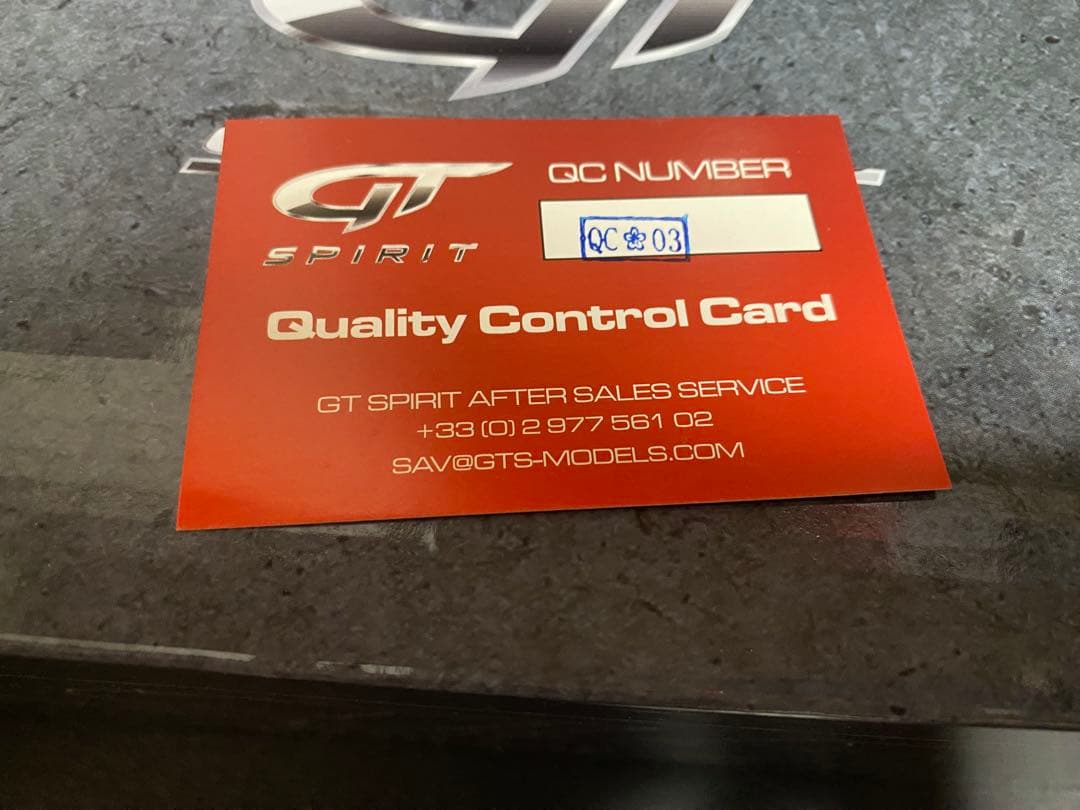 GT
SPIRIT
QC NUMBER
QC❀03
Quality Control Card
GT SPIRIT AFTER SALES SERVICE
+33 (0) 2 977 561 02
SAV@GTS-MODELS.COM